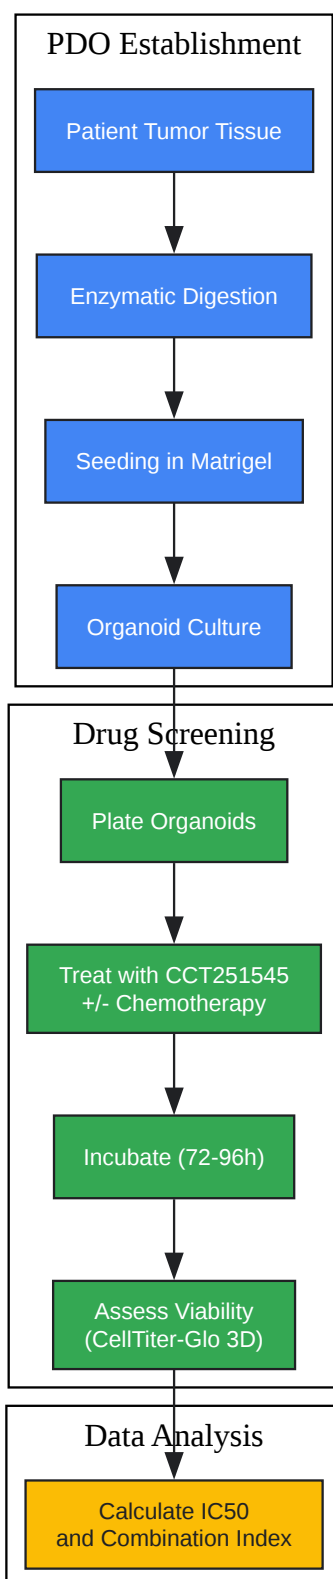 PDO Establishment
Patient Tumor Tissue
Enzymatic Digestion
Seeding in Matrigel
Organoid Culture
Drug Screening
Plate Organoids
Treat with CCT251545
+/- Chemotherapy
Incubate (72-96h)
Assess Viability
(CellTiter-Glo 3D)
Data Analysis
Calculate IC50
and Combination Index